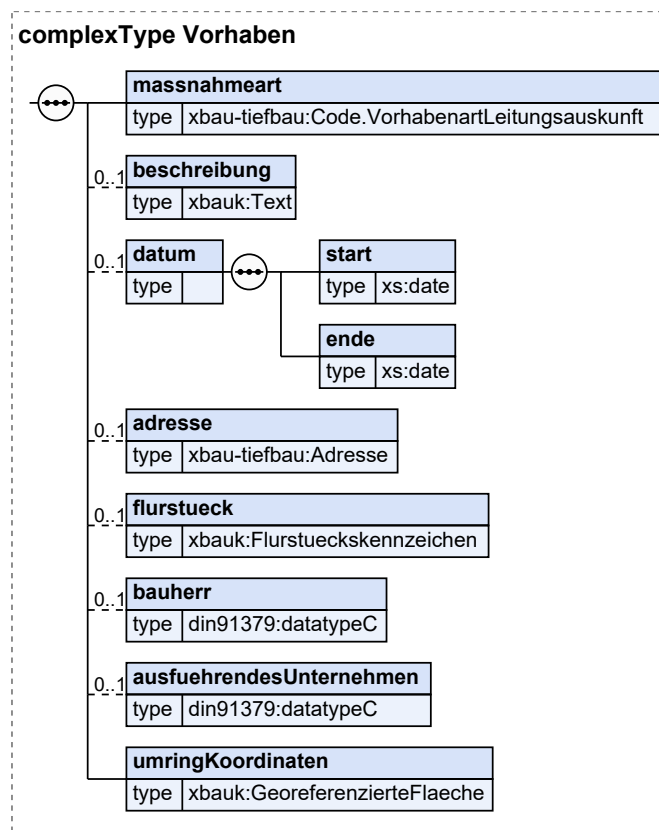 complexType Vorhaben
massnahmeart
type xbau-tiefbau:Code.VorhabenartLeitungsauskunft
0..1 beschreibung
type xbauk:Text
0..1 datum start
type type xs:date
ende
type xs:date
0..1 adresse
type xbau-tiefbau:Adresse
0..1 flurstueck
type xbauk:Flurstueckskennzeichen
0..1 bauherr
type din91379:datatypeC
0..1 ausfuehrendesUnternehmen
type din91379:datatypeC
umringKoordinaten
type xbauk:GeoreferenzierteFlaeche